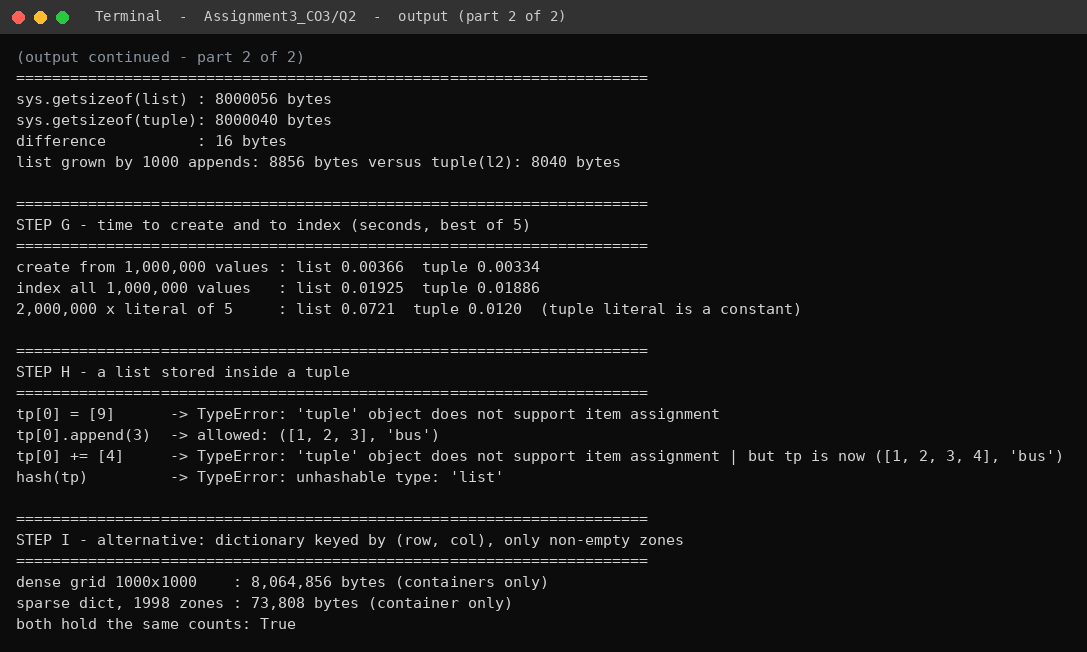 Terminal  -  Assignment3_CO3/Q2  -  output (part 2 of 2)
(output continued - part 2 of 2)
======================================================================
sys.getsizeof(list) : 8000056 bytes
sys.getsizeof(tuple): 8000040 bytes
difference          : 16 bytes
list grown by 1000 appends: 8856 bytes versus tuple(l2): 8040 bytes

======================================================================
STEP G - time to create and to index (seconds, best of 5)
======================================================================
create from 1,000,000 values : list 0.00366  tuple 0.00334
index all 1,000,000 values   : list 0.01925  tuple 0.01886
2,000,000 x literal of 5     : list 0.0721  tuple 0.0120  (tuple literal is a constant)

======================================================================
STEP H - a list stored inside a tuple
======================================================================
tp[0] = [9]      -> TypeError: 'tuple' object does not support item assignment
tp[0].append(3)  -> allowed: ([1, 2, 3], 'bus')
tp[0] += [4]     -> TypeError: 'tuple' object does not support item assignment | but tp is now ([1, 2, 3, 4], 'bus')
hash(tp)         -> TypeError: unhashable type: 'list'

======================================================================
STEP I - alternative: dictionary keyed by (row, col), only non-empty zones
======================================================================
dense grid 1000x1000    : 8,064,856 bytes (containers only)
sparse dict, 1998 zones : 73,808 bytes (container only)
both hold the same counts: True